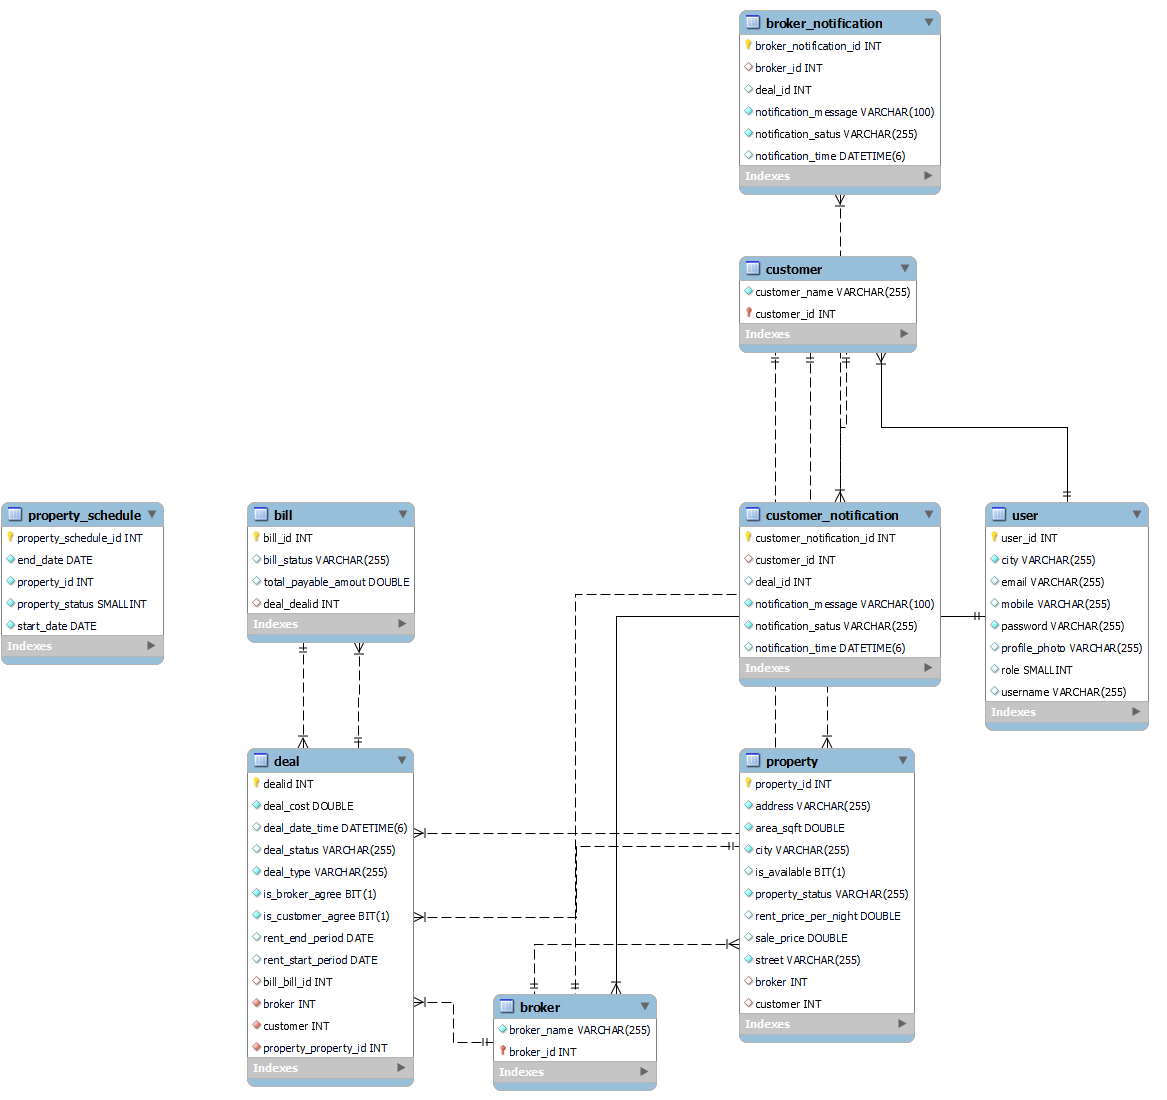 broker_notification
broker_notification_id INT
broker_id INT
deal_id INT
notification_message VARCHAR(100)
notification_satus VARCHAR(255)
notification_time DATETIME(6)
Indexes
customer
customer_name VARCHAR(255)
customer_id INT
Indexes
property_schedule
property_schedule_id INT
end_date DATE
property_id INT
property_status SMALLINT
start_date DATE
Indexes
bill
bill_id INT
bill_status VARCHAR(255)
total_payable_amout DOUBLE
deal_dealid INT
Indexes
customer_notification
customer_notification_id INT
customer_id INT
deal_id INT
notification_message VARCHAR(100)
notification_satus VARCHAR(255)
notification_time DATETIME(6)
Indexes
user
user_id INT
city VARCHAR(255)
email VARCHAR(255)
mobile VARCHAR(255)
password VARCHAR(255)
profile_photo VARCHAR(255)
role SMALLINT
username VARCHAR(255)
Indexes
deal
dealid INT
deal_cost DOUBLE
deal_date_time DATETIME(6)
deal_status VARCHAR(255)
deal_type VARCHAR(255)
is_broker_agree BIT(1)
is_customer_agree BIT(1)
rent_end_period DATE
rent_start_period DATE
bill_bill_id INT
broker INT
customer INT
property_property_id INT
Indexes
property
property_id INT
address VARCHAR(255)
area_sqft DOUBLE
city VARCHAR(255)
is_available BIT(1)
property_status VARCHAR(255)
rent_price_per_night DOUBLE
sale_price DOUBLE
street VARCHAR(255)
broker INT
customer INT
Indexes
broker
broker_name VARCHAR(255)
broker_id INT
Indexes